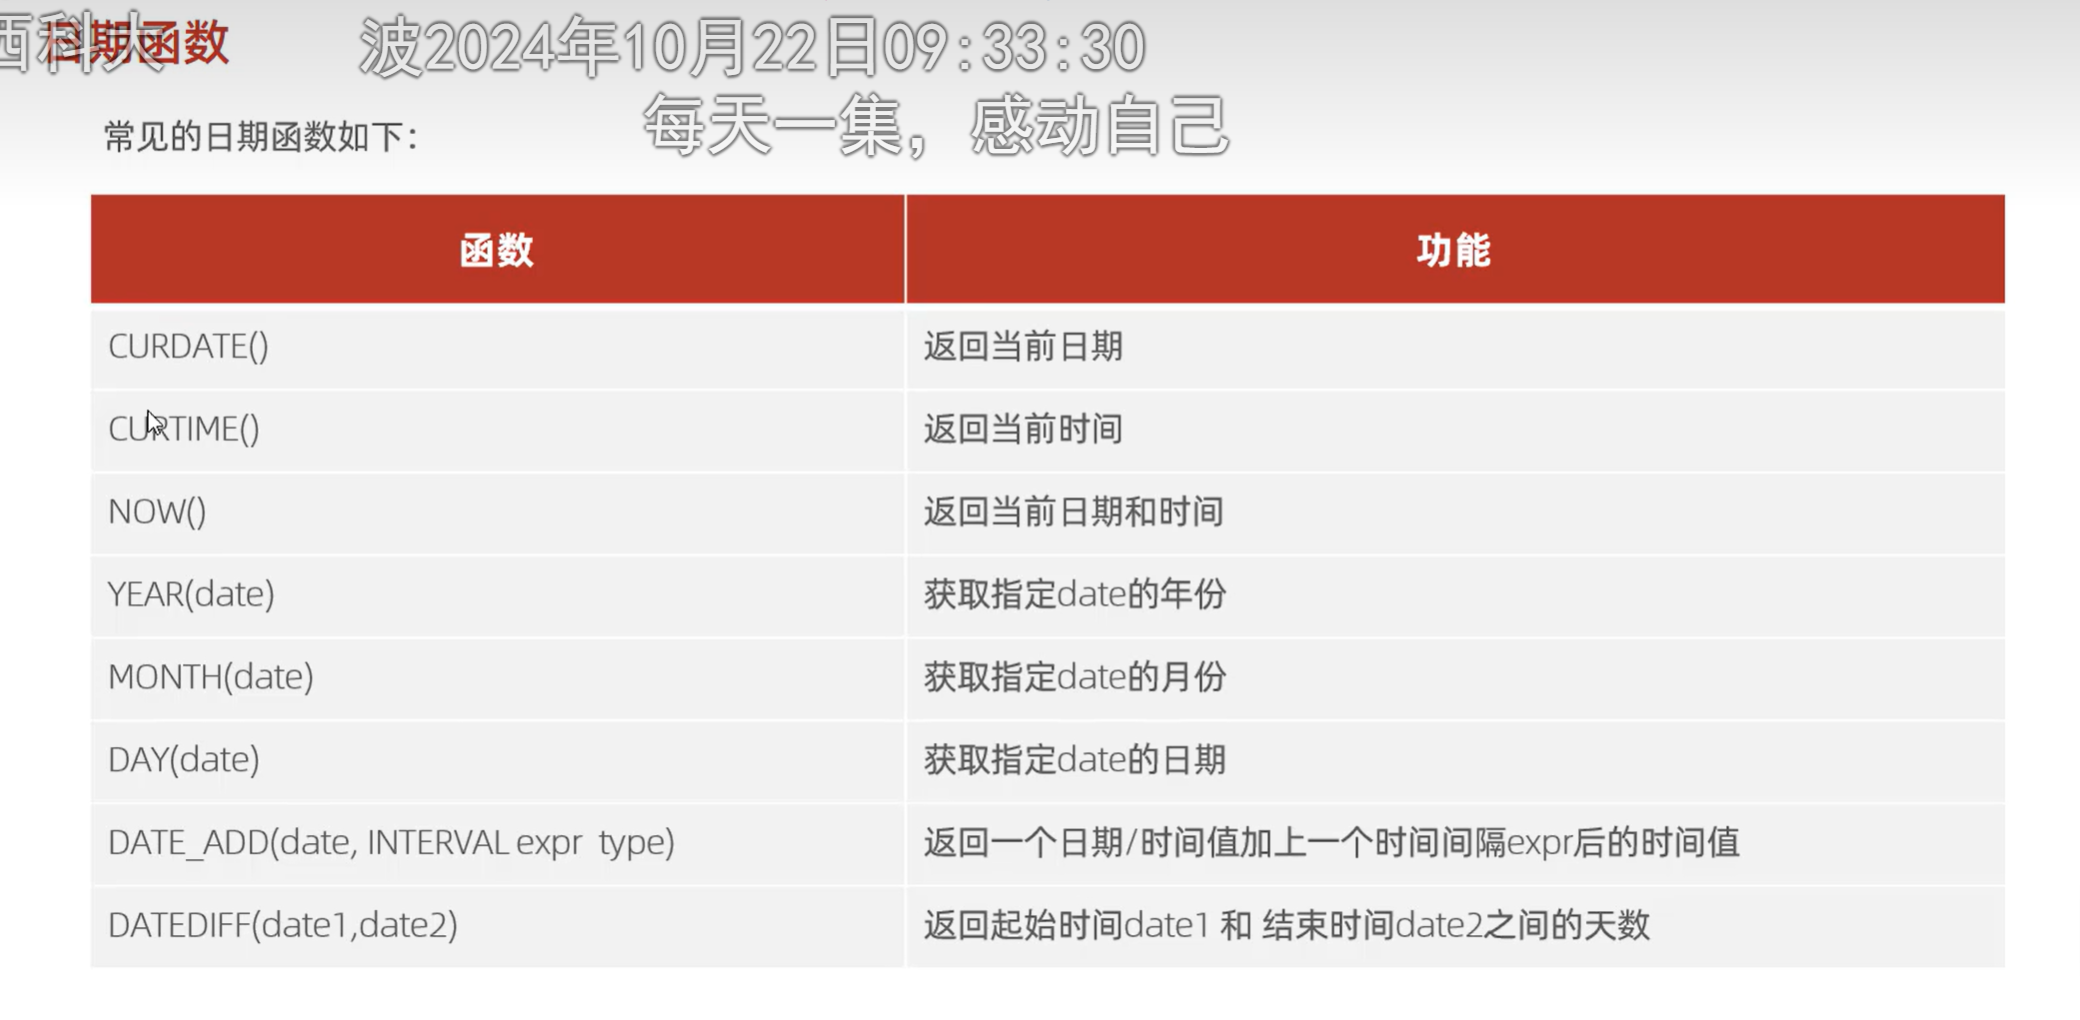 日期函数
西科大
波2024年10月22日09:33:30
每天一集，感动自己
常见的日期函数如下：
函数 功能
CURDATE() 返回当前日期
CURTIME() 返回当前时间
NOW() 返回当前日期和时间
YEAR(date) 获取指定date的年份
MONTH(date) 获取指定date的月份
DAY(date) 获取指定date的日期
DATE_ADD(date, INTERVAL expr type) 返回一个日期/时间值加上一个时间间隔expr后的时间值
DATEDIFF(date1,date2) 返回起始时间date1 和 结束时间date2之间的天数